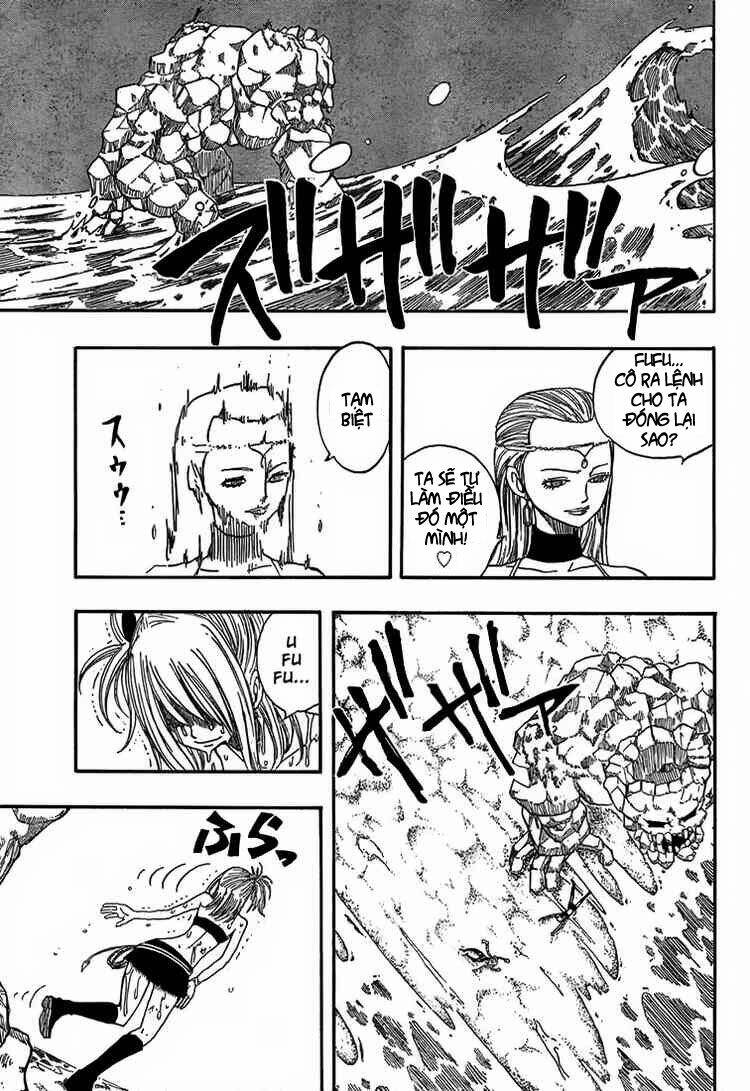 ズザザァ
FUFU...
CÔ RA LỆNH
CHO TA
ĐÓNG LẠI
SAO?
TA SẼ TỰ
LÀM ĐIỀU
ĐÓ MỘT
MÌNH!
♡
TẠM
BIỆT
スゥゥ...
ザザァ
U
FU
FU...
ふらっ